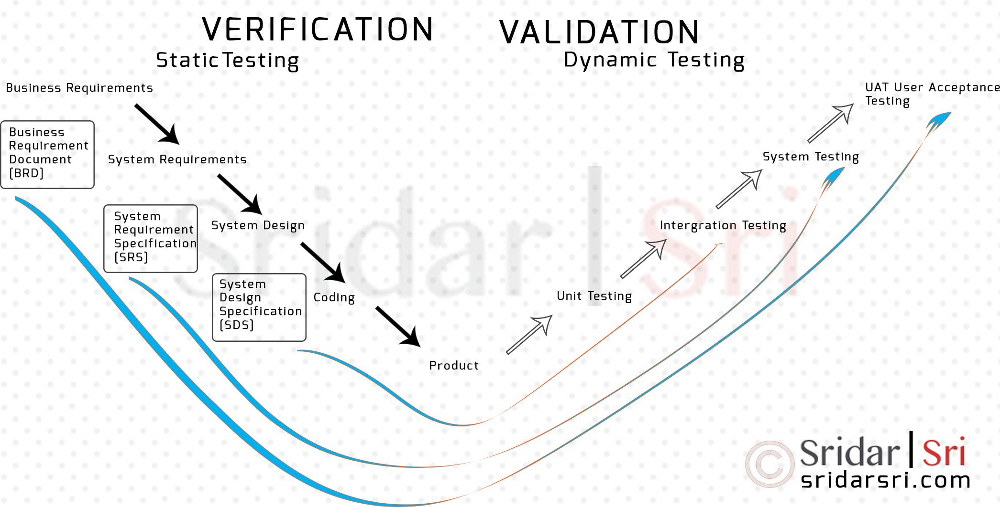 VERIFICATION
Static Testing
VALIDATION
Dynamic Testing
Business Requirements
Business
Requirement
Document
[BRD]
System Requirements
System
Requirement
Specification
[SRS]
System Design
System
Design
Specification
[SDS]
Coding
Product
Unit Testing
Intergration Testing
System Testing
UAT User Acceptance
Testing
Sridar | Sri
© Sridar | Sri
sridarsri.com